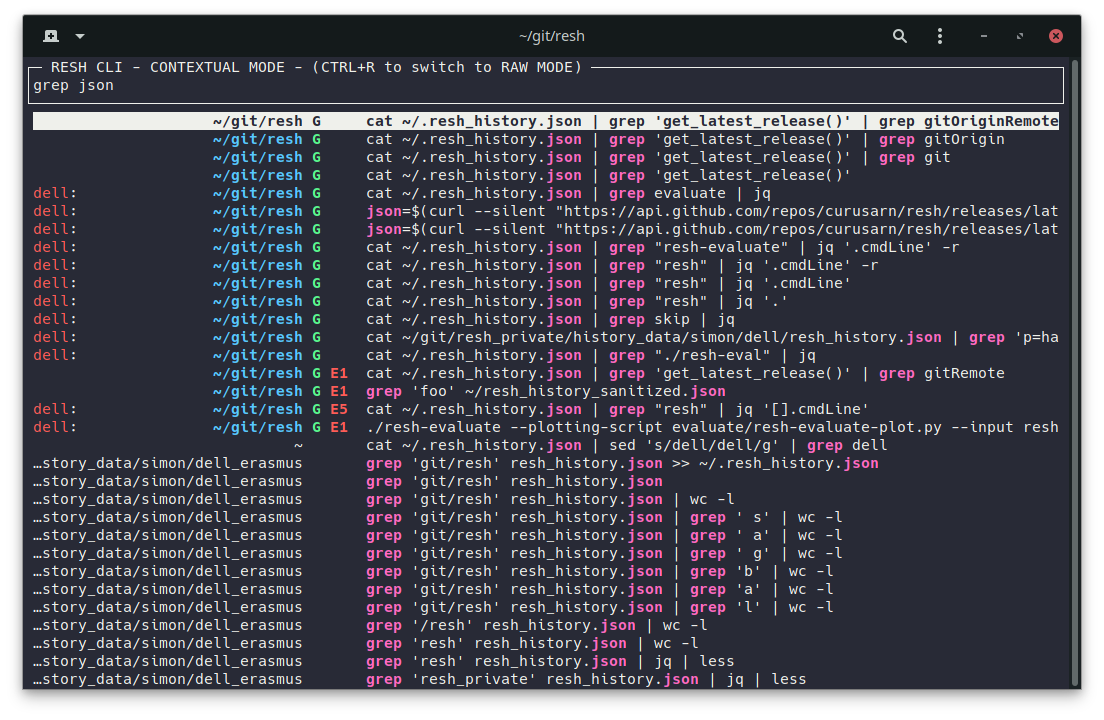 ~/git/resh
RESH CLI - CONTEXTUAL MODE - (CTRL+R to switch to RAW MODE)
grep json
~/git/resh G cat ~/.resh_history.json | grep 'get_latest_release()' | grep gitOriginRemote
~/git/resh G cat ~/.resh_history.json | grep 'get_latest_release()' | grep gitOrigin
~/git/resh G cat ~/.resh_history.json | grep 'get_latest_release()' | grep git
~/git/resh G cat ~/.resh_history.json | grep 'get_latest_release()'
dell: ~/git/resh G cat ~/.resh_history.json | grep evaluate | jq
dell: ~/git/resh G json=$(curl --silent "https://api.github.com/repos/curusarn/resh/releases/lat
dell: ~/git/resh G json=$(curl --silent "https://api.github.com/repos/curusarn/resh/releases/lat
dell: ~/git/resh G cat ~/.resh_history.json | grep "resh-evaluate" | jq '.cmdLine' -r
dell: ~/git/resh G cat ~/.resh_history.json | grep "resh" | jq '.cmdLine' -r
dell: ~/git/resh G cat ~/.resh_history.json | grep "resh" | jq '.cmdLine'
dell: ~/git/resh G cat ~/.resh_history.json | grep "resh" | jq '.'
dell: ~/git/resh G cat ~/.resh_history.json | grep skip | jq
dell: ~/git/resh G cat ~/git/resh_private/history_data/simon/dell/resh_history.json | grep 'p=ha
dell: ~/git/resh G cat ~/.resh_history.json | grep "./resh-eval" | jq
~/git/resh G E1 cat ~/.resh_history.json | grep 'get_latest_release()' | grep gitRemote
~/git/resh G E1 grep 'foo' ~/resh_history_sanitized.json
dell: ~/git/resh G E5 cat ~/.resh_history.json | grep "resh" | jq '[].cmdLine'
dell: ~/git/resh G E1 ./resh-evaluate --plotting-script evaluate/resh-evaluate-plot.py --input resh
~ cat ~/.resh_history.json | sed 's/dell/dell/g' | grep dell
…story_data/simon/dell_erasmus grep 'git/resh' resh_history.json >> ~/.resh_history.json
…story_data/simon/dell_erasmus grep 'git/resh' resh_history.json
…story_data/simon/dell_erasmus grep 'git/resh' resh_history.json | wc -l
…story_data/simon/dell_erasmus grep 'git/resh' resh_history.json | grep ' s' | wc -l
…story_data/simon/dell_erasmus grep 'git/resh' resh_history.json | grep ' a' | wc -l
…story_data/simon/dell_erasmus grep 'git/resh' resh_history.json | grep ' g' | wc -l
…story_data/simon/dell_erasmus grep 'git/resh' resh_history.json | grep 'b' | wc -l
…story_data/simon/dell_erasmus grep 'git/resh' resh_history.json | grep 'a' | wc -l
…story_data/simon/dell_erasmus grep 'git/resh' resh_history.json | grep 'l' | wc -l
…story_data/simon/dell_erasmus grep '/resh' resh_history.json | wc -l
…story_data/simon/dell_erasmus grep 'resh' resh_history.json | wc -l
…story_data/simon/dell_erasmus grep 'resh' resh_history.json | jq | less
…story_data/simon/dell_erasmus grep 'resh_private' resh_history.json | jq | less